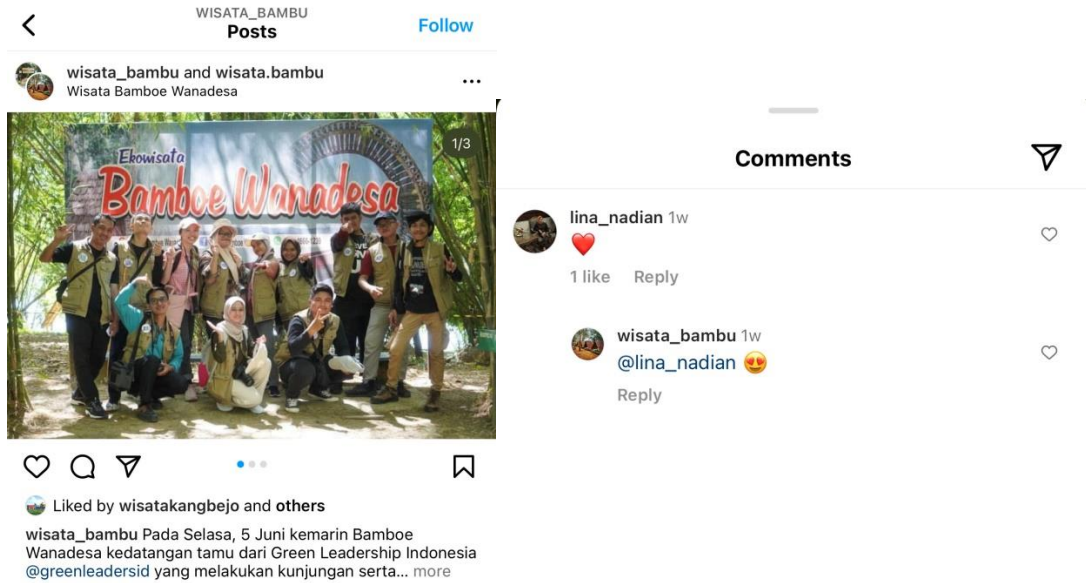 WISATA_BAMBU
Posts
Follow
wisata_bambu and wisata.bambu
Wisata Bamboe Wanadesa
1/3
Ekowisata
Bamboe Wanadesa
Liked by wisatakangbejo and others
wisata_bambu Pada Selasa, 5 Juni kemarin Bamboe
Wanadesa kedatangan tamu dari Green Leadership Indonesia
@greenleadersid yang melakukan kunjungan serta... more
Comments
lina_nadian 1w
❤️
1 like Reply
wisata_bambu 1w
@lina_nadian 😍
Reply